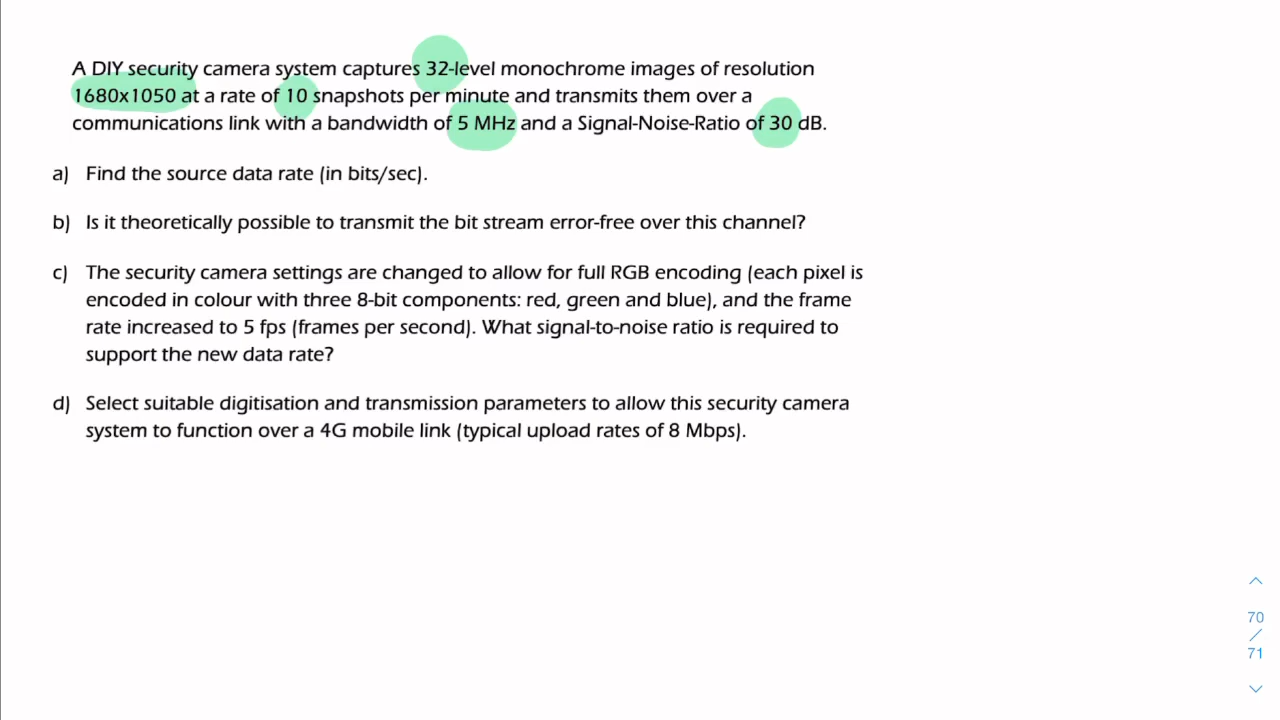 A DIY security camera system captures 32-level monochrome images of resolution
1680x1050 at a rate of 10 snapshots per minute and transmits them over a
communications link with a bandwidth of 5 MHz and a Signal-Noise-Ratio of 30 dB.
a) Find the source data rate (in bits/sec).
b) Is it theoretically possible to transmit the bit stream error-free over this channel?
c) The security camera settings are changed to allow for full RGB encoding (each pixel is
encoded in colour with three 8-bit components: red, green and blue), and the frame
rate increased to 5 fps (frames per second). What signal-to-noise ratio is required to
support the new data rate?
d) Select suitable digitisation and transmission parameters to allow this security camera
system to function over a 4G mobile link (typical upload rates of 8 Mbps).
70
/
71